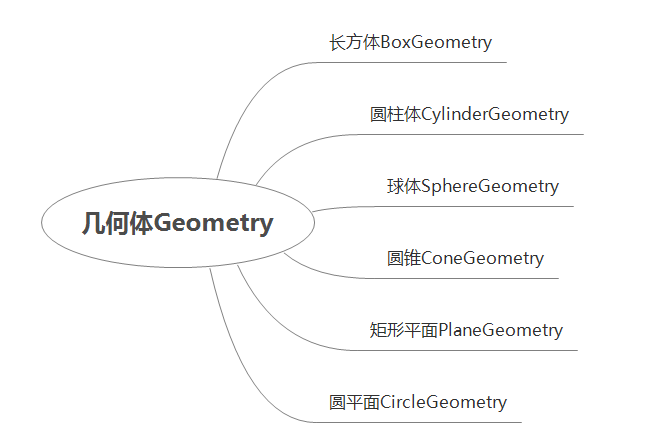 长方体BoxGeometry
圆柱体CylinderGeometry
球体SphereGeometry
几何体Geometry
圆锥ConeGeometry
矩形平面PlaneGeometry
圆平面CircleGeometry